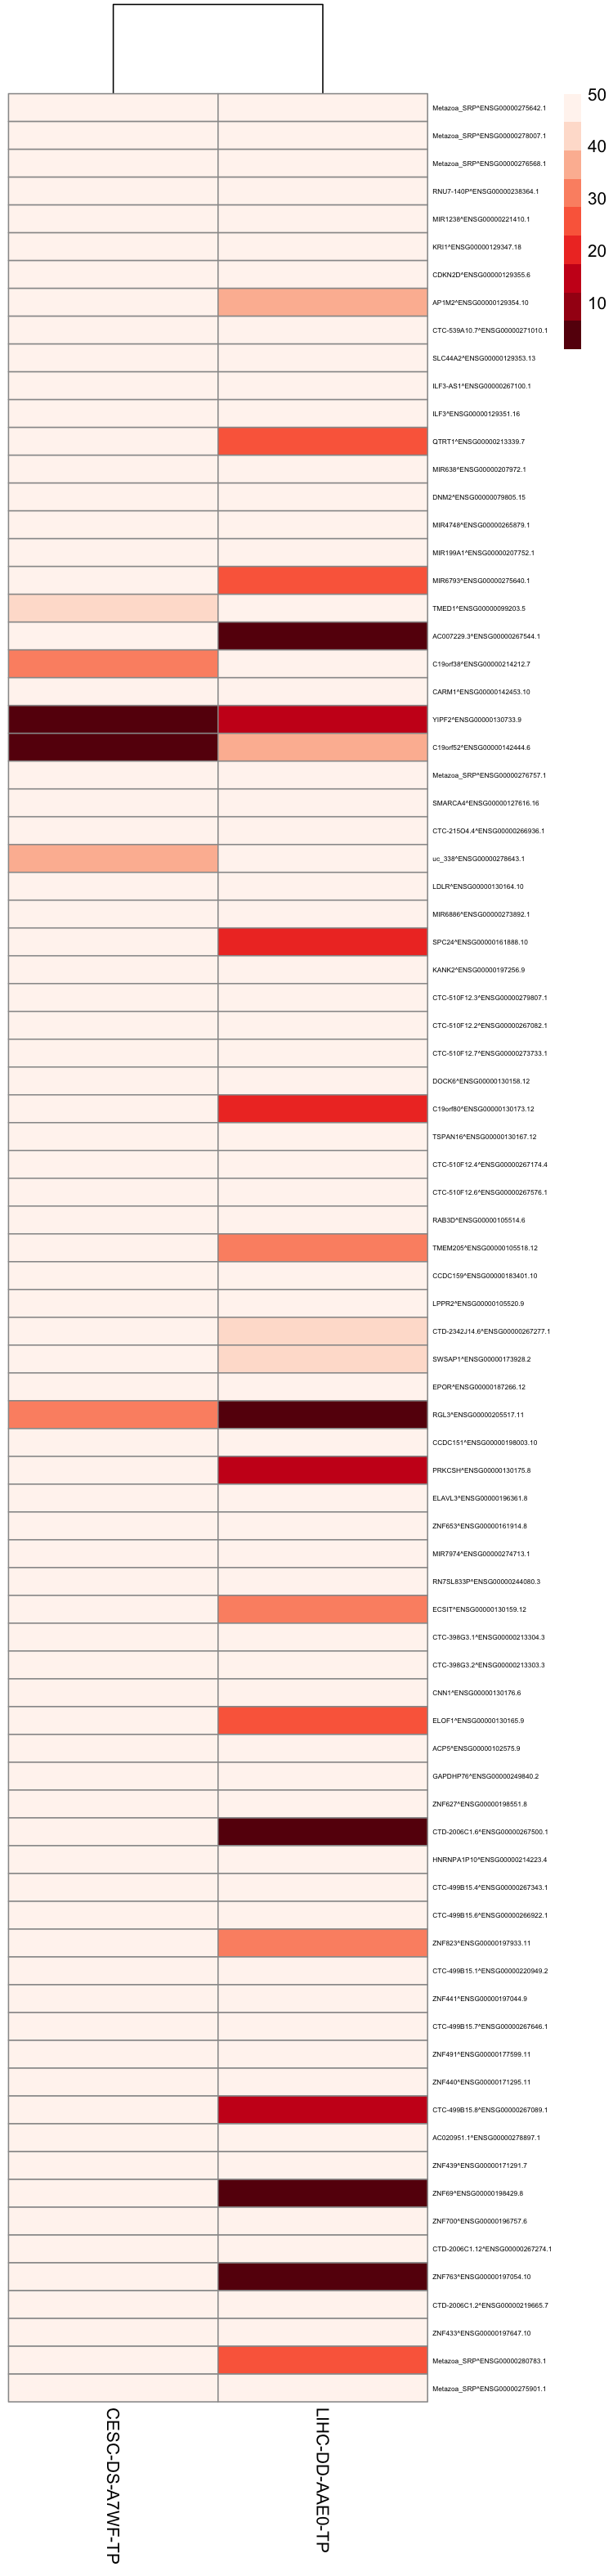 Metazoa_SRP^ENSG00000275642.1
Metazoa_SRP^ENSG00000278007.1
Metazoa_SRP^ENSG00000276568.1
RNU7-140P^ENSG00000238364.1
MIR1238^ENSG00000221410.1
KRI1^ENSG00000129347.18
CDKN2D^ENSG00000129355.6
AP1M2^ENSG00000129354.10
CTC-539A10.7^ENSG00000271010.1
SLC44A2^ENSG00000129353.13
ILF3-AS1^ENSG00000267100.1
ILF3^ENSG00000129351.16
QTRT1^ENSG00000213339.7
MIR638^ENSG00000207972.1
DNM2^ENSG00000079805.15
MIR4748^ENSG00000265879.1
MIR199A1^ENSG00000207752.1
MIR6793^ENSG00000275640.1
TMED1^ENSG00000099203.5
AC007229.3^ENSG00000267544.1
C19orf38^ENSG00000214212.7
CARM1^ENSG00000142453.10
YIPF2^ENSG00000130733.9
C19orf52^ENSG00000142444.6
Metazoa_SRP^ENSG00000276757.1
SMARCA4^ENSG00000127616.16
CTC-215O4.4^ENSG00000266936.1
uc_338^ENSG00000278643.1
LDLR^ENSG00000130164.10
MIR6886^ENSG00000273892.1
SPC24^ENSG00000161888.10
KANK2^ENSG00000197256.9
CTC-510F12.3^ENSG00000279807.1
CTC-510F12.2^ENSG00000267082.1
CTC-510F12.7^ENSG00000273733.1
DOCK6^ENSG00000130158.12
C19orf80^ENSG00000130173.12
TSPAN16^ENSG00000130167.12
CTC-510F12.4^ENSG00000267174.4
CTC-510F12.6^ENSG00000267576.1
RAB3D^ENSG00000105514.6
TMEM205^ENSG00000105518.12
CCDC159^ENSG00000183401.10
LPPR2^ENSG00000105520.9
CTD-2342J14.6^ENSG00000267277.1
SWSAP1^ENSG00000173928.2
EPOR^ENSG00000187266.12
RGL3^ENSG00000205517.11
CCDC151^ENSG00000198003.10
PRKCSH^ENSG00000130175.8
ELAVL3^ENSG00000196361.8
ZNF653^ENSG00000161914.8
MIR7974^ENSG00000274713.1
RN7SL833P^ENSG00000244080.3
ECSIT^ENSG00000130159.12
CTC-398G3.1^ENSG00000213304.3
CTC-398G3.2^ENSG00000213303.3
CNN1^ENSG00000130176.6
ELOF1^ENSG00000130165.9
ACP5^ENSG00000102575.9
GAPDHP76^ENSG00000249840.2
ZNF627^ENSG00000198551.8
CTD-2006C1.6^ENSG00000267500.1
HNRNPA1P10^ENSG00000214223.4
CTC-499B15.4^ENSG00000267343.1
CTC-499B15.6^ENSG00000266922.1
ZNF823^ENSG00000197933.11
CTC-499B15.1^ENSG00000220949.2
ZNF441^ENSG00000197044.9
CTC-499B15.7^ENSG00000267646.1
ZNF491^ENSG00000177599.11
ZNF440^ENSG00000171295.11
CTC-499B15.8^ENSG00000267089.1
AC020951.1^ENSG00000278897.1
ZNF439^ENSG00000171291.7
ZNF69^ENSG00000198429.8
ZNF700^ENSG00000196757.6
CTD-2006C1.12^ENSG00000267274.1
ZNF763^ENSG00000197054.10
CTD-2006C1.2^ENSG00000219665.7
ZNF433^ENSG00000197647.10
Metazoa_SRP^ENSG00000280783.1
Metazoa_SRP^ENSG00000275901.1
50
40
30
20
10
CESC-DS-A7WF-TP
LIHC-DD-AAE0-TP